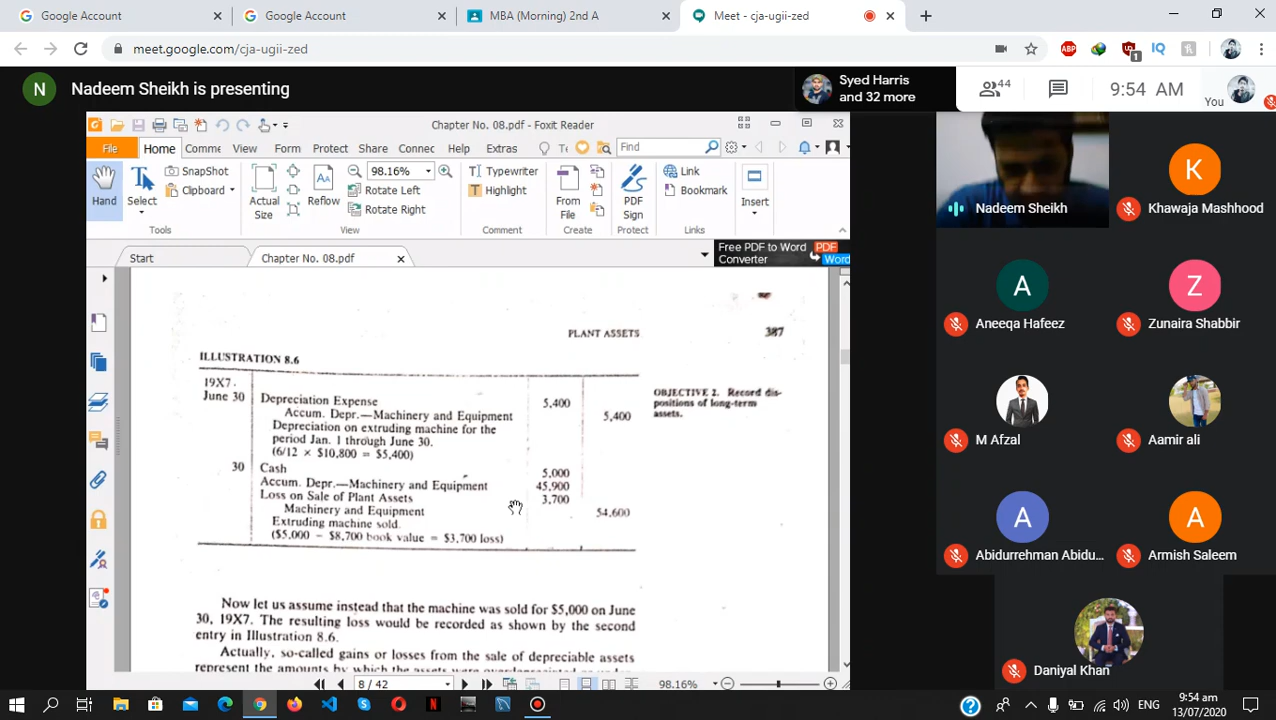 Google Account
Google Account
MBA (Morning) 2nd A
Meet - cja-ugii-zed
meet.google.com/cja-ugii-zed
ABP
1
IQ
N
Nadeem Sheikh is presenting
Syed Harris
and 32 more
44
9:54 AM
You
Chapter No. 08.pdf - Foxit Reader
File
Home
Comme
View
Form
Protect
Share
Connec
Help
Extras
Find
Hand
Select
SnapShot
Clipboard
Actual
Size
Reflow
98.16%
Rotate Left
Rotate Right
Typewriter
Highlight
From
File
PDF
Sign
Link
Bookmark
Insert
Tools
View
Comment
Create
Protect
Links
Start
Chapter No. 08.pdf
Free PDF to Word
Converter
PDF
Word
PLANT ASSETS
387
ILLUSTRATION 8.6
19X7.
June 30
Depreciation Expense
5,400
Accum. Depr.—Machinery and Equipment
5,400
Depreciation on extruding machine for the
period Jan. 1 through June 30.
(6/12 × $10,800 = $5,400)
30
Cash
5,000
Accum. Depr.—Machinery and Equipment
45,900
Loss on Sale of Plant Assets
3,700
Machinery and Equipment
54,600
Extruding machine sold.
($5,000 − $8,700 book value = $3,700 loss)
OBJECTIVE 2. Record dis-
positions of long-term
assets.
Now let us assume instead that the machine was sold for $5,000 on June
30, 19X7. The resulting loss would be recorded as shown by the second
entry in Illustration 8.6.
Actually, so-called gains or losses from the sale of depreciable assets
represent the amounts by which the assets were
8 / 42
98.16%
Nadeem Sheikh
K
Khawaja Mashhood
A
Aneeqa Hafeez
Z
Zunaira Shabbir
M Afzal
Aamir ali
A
Abidurrehman Abidu...
A
Armish Saleem
Daniyal Khan
ENG
9:54 am
13/07/2020